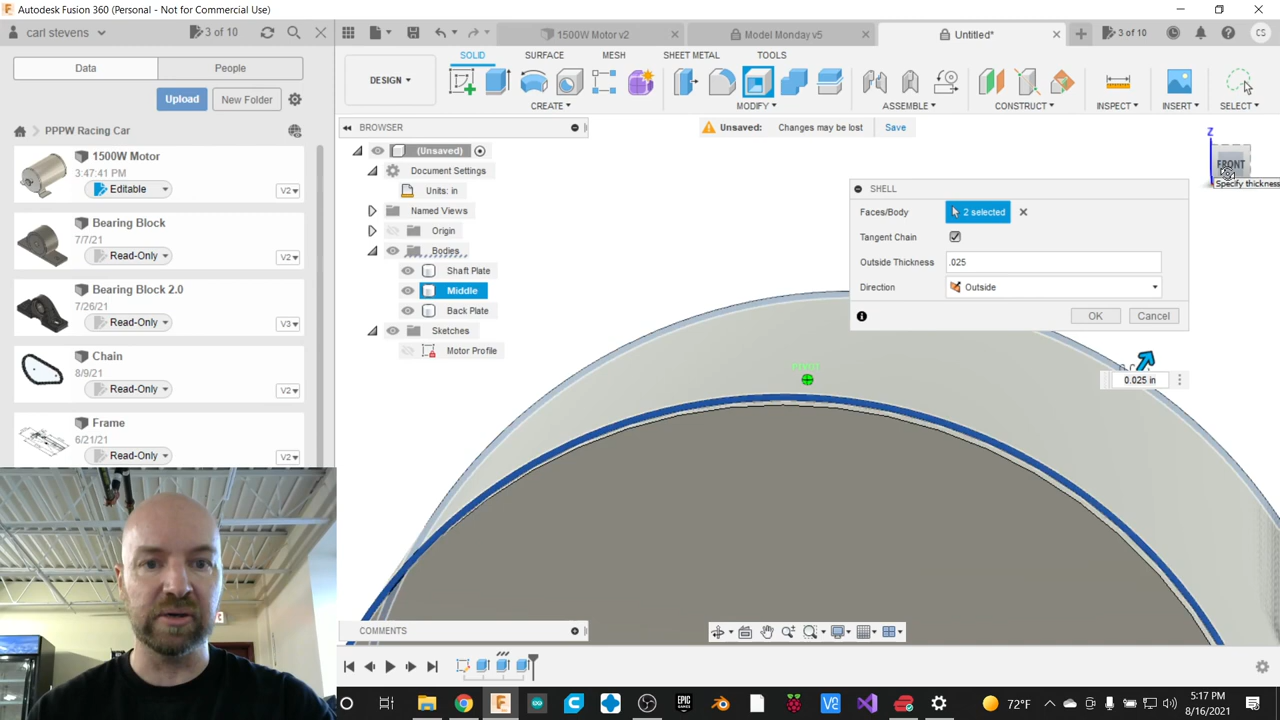 Autodesk Fusion 360 (Personal - Not for Commercial Use)
carl stevens
3 of 10
1500W Motor v2
Model Monday v5
Untitled*
3 of 10
CS
Data
People
Upload
New Folder
PPPW Racing Car
1500W Motor
3:47:41 PM
Editable
V2
Bearing Block
7/7/21
Read-Only
V2
Bearing Block 2.0
7/26/21
Read-Only
V3
Chain
8/9/21
Read-Only
V2
Frame
6/21/21
Read-Only
V2
DESIGN
SOLID
SURFACE
MESH
SHEET METAL
TOOLS
CREATE
MODIFY
ASSEMBLE
CONSTRUCT
INSPECT
INSERT
SELECT
BROWSER
Unsaved:
Changes may be lost
Save
(Unsaved)
Document Settings
Units: in
Named Views
Origin
Bodies
Shaft Plate
Middle
Back Plate
Sketches
Motor Profile
Z
FRONT
Specify thickness
SHELL
Faces/Body
2 selected
Tangent Chain
Outside Thickness
.025
Direction
Outside
OK
Cancel
0.025 in
COMMENTS
72°F
5:17 PM
8/16/2021